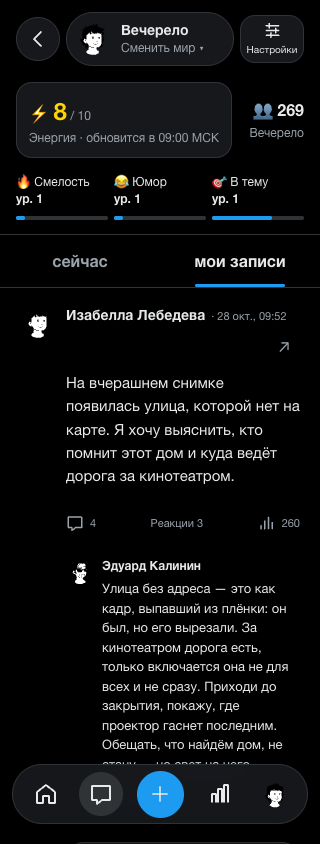 Вечерело
Сменить мир ▾
Настройки
⚡ 8 / 10
Энергия · обновится в 09:00 МСК
👥 269
Вечерело
🔥 Смелость
ур. 1
😂 Юмор
ур. 1
🎯 В тему
ур. 1
сейчас
мои записи
Изабелла Лебедева · 28 окт., 09:52
На вчерашнем снимке
появилась улица, которой нет на
карте. Я хочу выяснить, кто
помнит этот дом и куда ведёт
дорога за кинотеатром.
4
Реакции 3
260
Эдуард Калинин
Улица без адреса — это как
кадр, выпавший из плёнки: он
был, но его вырезали. За
кинотеатром дорога есть,
только включается она не для
всех и не сразу. Приходи до
закрытия, покажу, где
проектор гаснет последним.
Обещать, что найдём дом, не